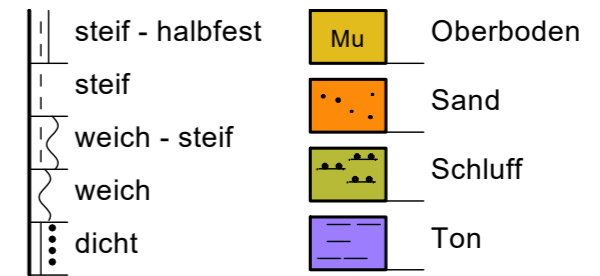 steif - halbfest
steif
weich - steif
weich
dicht
Mu Oberboden
Sand
Schluff
Ton